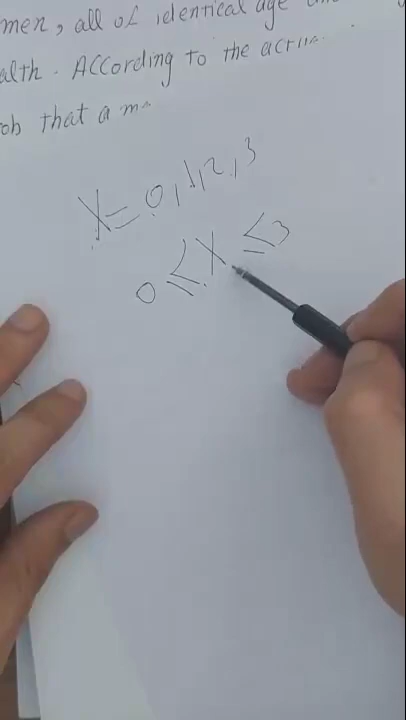 men, all of identical age
alth. According to the
ob that a
X = 0, 1, 2, 3
0 ≤ X ≤ 3